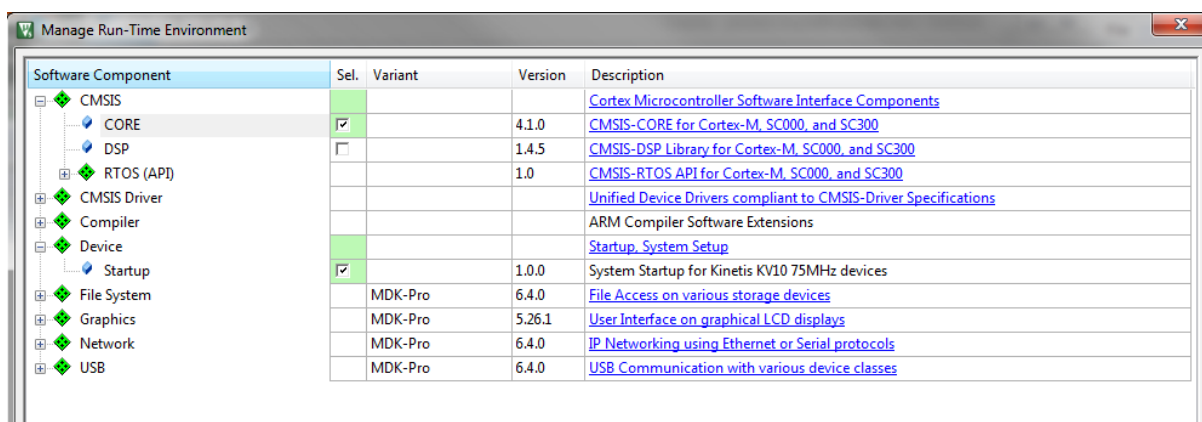 Manage Run-Time Environment
Software Component Sel. Variant Version Description
CMSIS Cortex Microcontroller Software Interface Components
CORE 4.1.0 CMSIS-CORE for Cortex-M, SC000, and SC300
DSP 1.4.5 CMSIS-DSP Library for Cortex-M, SC000, and SC300
RTOS (API) 1.0 CMSIS-RTOS API for Cortex-M, SC000, and SC300
CMSIS Driver Unified Device Drivers compliant to CMSIS-Driver Specifications
Compiler ARM Compiler Software Extensions
Device Startup, System Setup
Startup 1.0.0 System Startup for Kinetis KV10 75MHz devices
File System MDK-Pro 6.4.0 File Access on various storage devices
Graphics MDK-Pro 5.26.1 User Interface on graphical LCD displays
Network MDK-Pro 6.4.0 IP Networking using Ethernet or Serial protocols
USB MDK-Pro 6.4.0 USB Communication with various device classes